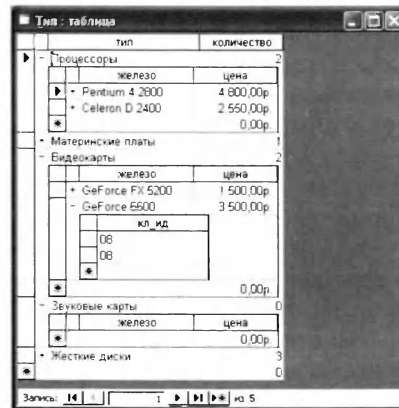 Тип : таблица
тип количество
- Процессоры 2
железо цена
+ Pentium 4 2800 4 800,00р.
+ Celeron D 2400 2 550,00р.
0,00р.
+ Материнские платы 1
- Видеокарты 2
железо цена
+ GeForce FX 5200 1 500,00р.
- GeForce 6600 3 500,00р.
кл_ид
08
08
0,00р.
- Звуковые карты 0
железо цена
0,00р.
+ Жесткие диски 3
0
Запись: 1 из 5